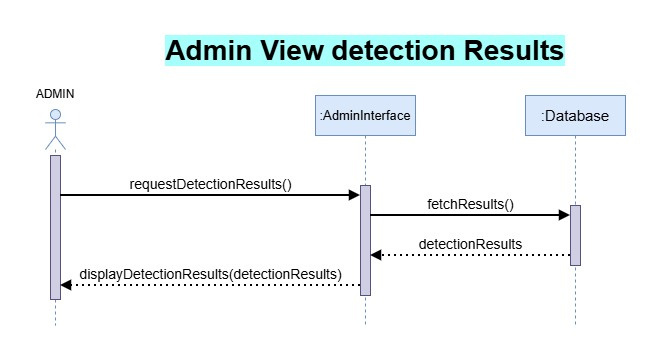 Admin View detection Results
ADMIN
:AdminInterface
:Database
requestDetectionResults()
fetchResults()
detectionResults
displayDetectionResults(detectionResults)